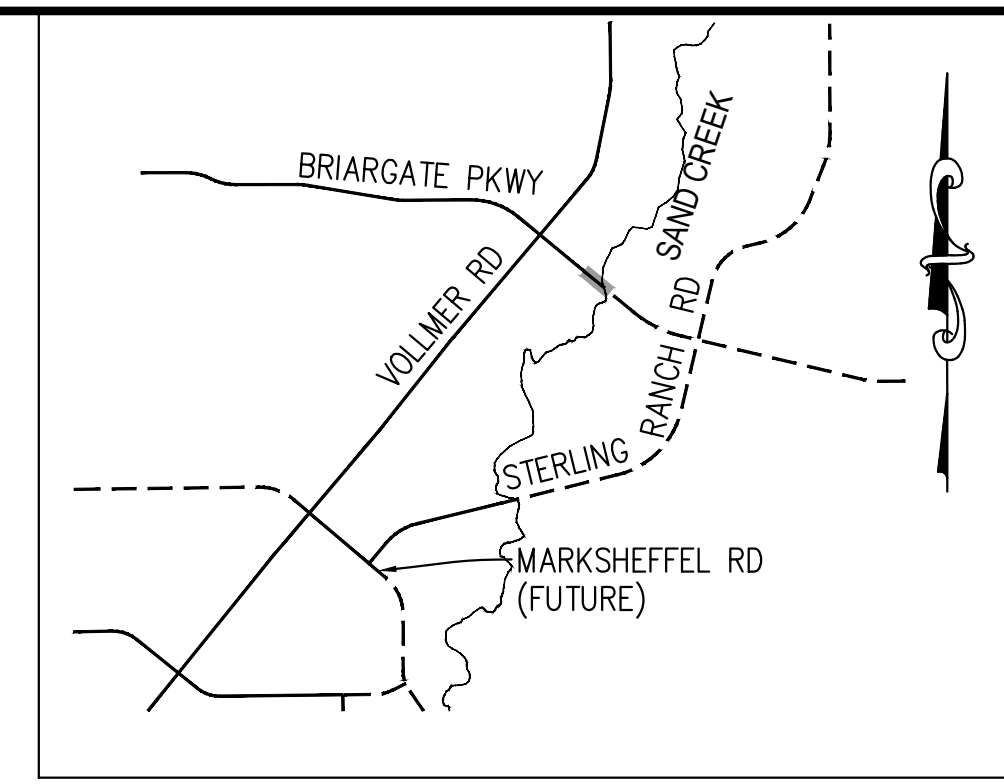 BRIARGATE PKWY
SAND CREEK
VOLLMER RD
STERLING RANCH RD
MARKSHEFFEL RD
(FUTURE)